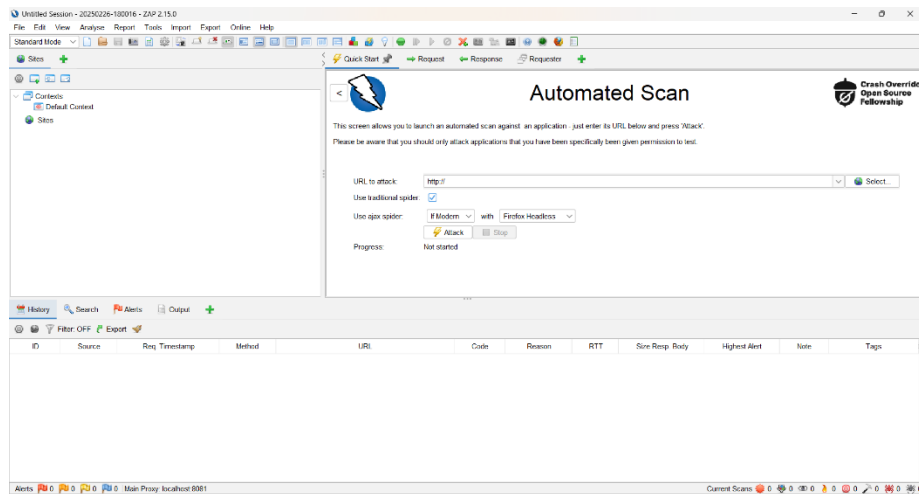 Untitled Session - 20250226-180016 - ZAP 2.15.0
File Edit View Analyse Report Tools Import Export Online Help
Standard Mode
Sites
Quick Start Request Response Requester
Contexts
Default Context
Sites
<
Automated Scan
Crash Override
Open Source
Fellowship
This screen allows you to launch an automated scan against an application - just enter its URL below and press 'Attack'.
Please be aware that you should only attack applications that you have been specifically been given permission to test.
URL to attack: http:// Select...
Use traditional spider:
Use ajax spider: If Modern with Firefox Headless
Attack Stop
Progress: Not started
History Search Alerts Output
Filter: OFF Export
ID Source Req. Timestamp Method URL Code Reason RTT Size Resp. Body Highest Alert Note Tags
Alerts 0 0 0 0 Main Proxy: localhost:8081
Current Scans 0 0 0 0 0 0 0